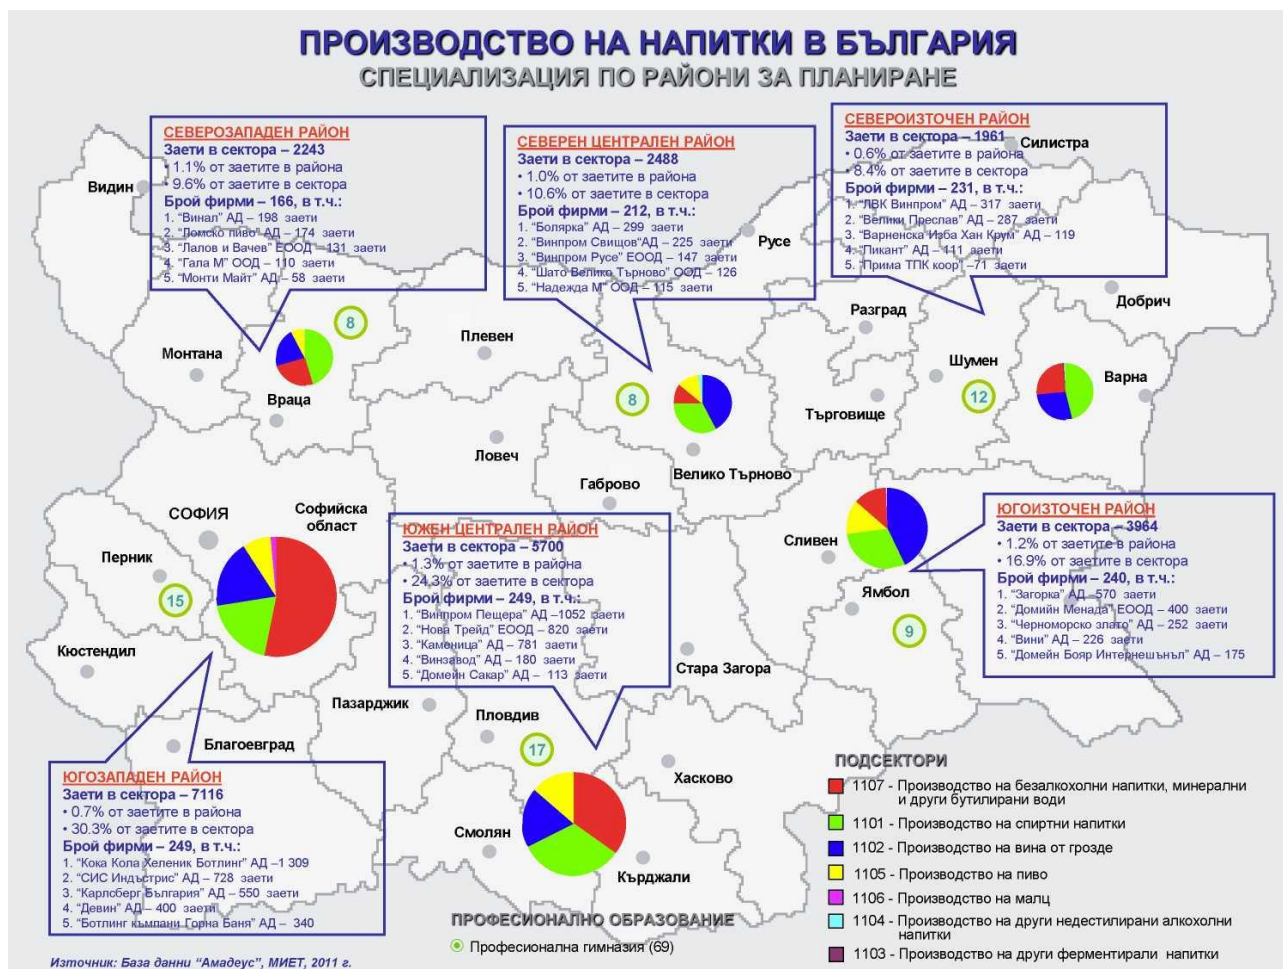 ПРОИЗВОДСТВО НА НАПИТКИ В БЪЛГАРИЯ
СПЕЦИАЛИЗАЦИЯ ПО РАЙОНИ ЗА ПЛАНИРАНЕ
СЕВЕРОЗАПАДЕН РАЙОН
Заети в сектора – 2243
• 1.1% от заетите в района
• 9.6% от заетите в сектора
Брой фирми – 166, в т.ч.:
1. “Винал” АД – 198 заети
2. “Ломско пиво” АД – 174 заети
3. “Лалов и Вачев” ЕООД – 131 заети
4. “Гала М” ООД – 110 заети
5. “Монти Майт” АД – 58 заети
СЕВЕРЕН ЦЕНТРАЛЕН РАЙОН
Заети в сектора – 2488
• 1.0% от заетите в района
• 10.6% от заетите в сектора
Брой фирми – 212, в т.ч.:
1. “Болярка” АД – 299 заети
2. “Винпром Свищов“АД – 225 заети
3. “Винпром Русе” ЕООД – 147 заети
4. “Шато Велико Търново” ООД – 126
5. “Надежда М” ООД – 115 заети
СЕВЕРОИЗТОЧЕН РАЙОН
Заети в сектора – 1961
• 0.6% от заетите в района
• 8.4% от заетите в сектора
Брой фирми – 231, в т.ч.:
1. “ЛВК Винпром” АД – 317 заети
2. “Велики Преслав” АД – 287 заети
3. “Варненска Изба Хан Крум” АД – 119
4. “Пикант” АД – 111 заети
5. “Прима ТПК коор” –71 заети
Силистра
Видин
Русе
Добрич
Разград
8
Плевен
Монтана
Шумен
Варна
Враца
8
12
Търговище
Ловеч
Велико Търново
Габрово
СОФИЯ
Софийска
област
Перник
15
Кюстендил
ЮЖЕН ЦЕНТРАЛЕН РАЙОН
Заети в сектора – 5700
• 1.3% от заетите в района
• 24.3% от заетите в сектора
Брой фирми – 249, в т.ч.:
1. “Винпром Пещера” АД –1052 заети
2. “Нова Трейд” ЕООД – 820 заети
3. “Каменица” АД – 781 заети
4. “Винзавод” АД – 180 заети
5. “Домейн Сакар” АД – 113 заети
Сливен
Ямбол
9
ЮГОИЗТОЧЕН РАЙОН
Заети в сектора – 3964
• 1.2% от заетите в района
• 16.9% от заетите в сектора
Брой фирми – 240, в т.ч.:
1. “Загорка” АД –570 заети
2. “Домийн Менада” ЕООД – 400 заети
3. “Черноморско злато” АД – 252 заети
4. “Вини” АД – 226 заети
5. “Домейн Бояр Интернешънъл” АД – 175
Стара Загора
Пазарджик
Пловдив
17
Благоевград
Хасково
Смолян
Кърджали
ЮГОЗАПАДЕН РАЙОН
Заети в сектора – 7116
• 0.7% от заетите в района
• 30.3% от заетите в сектора
Брой фирми – 249, в т.ч.:
1. “Кока Кола Хеленик Ботлинг” АД –1 309
2. “СИС Индъстрис” АД – 728 заети
3. “Карлсберг България” АД – 550 заети
4. “Девин” АД – 400 заети
5. “Ботлинг къмпани Горна Баня” АД – 340
ПОДСЕКТОРИ
1107 - Производство на безалкохолни напитки, минерални
и други бутилирани води
1101 - Производство на спиртни напитки
1102 – Производство на вина от грозде
1105 – Производство на пиво
1106 - Производство на малц
1104 - Производство на други недестилирани алкохолни
напитки
1103 - Производство на други ферментирали напитки
ПРОФЕСИОНАЛНО ОБРАЗОВАНИЕ
Професионална гимназия (69)
Източник: База данни “Амадеус”, МИЕТ, 2011 г.